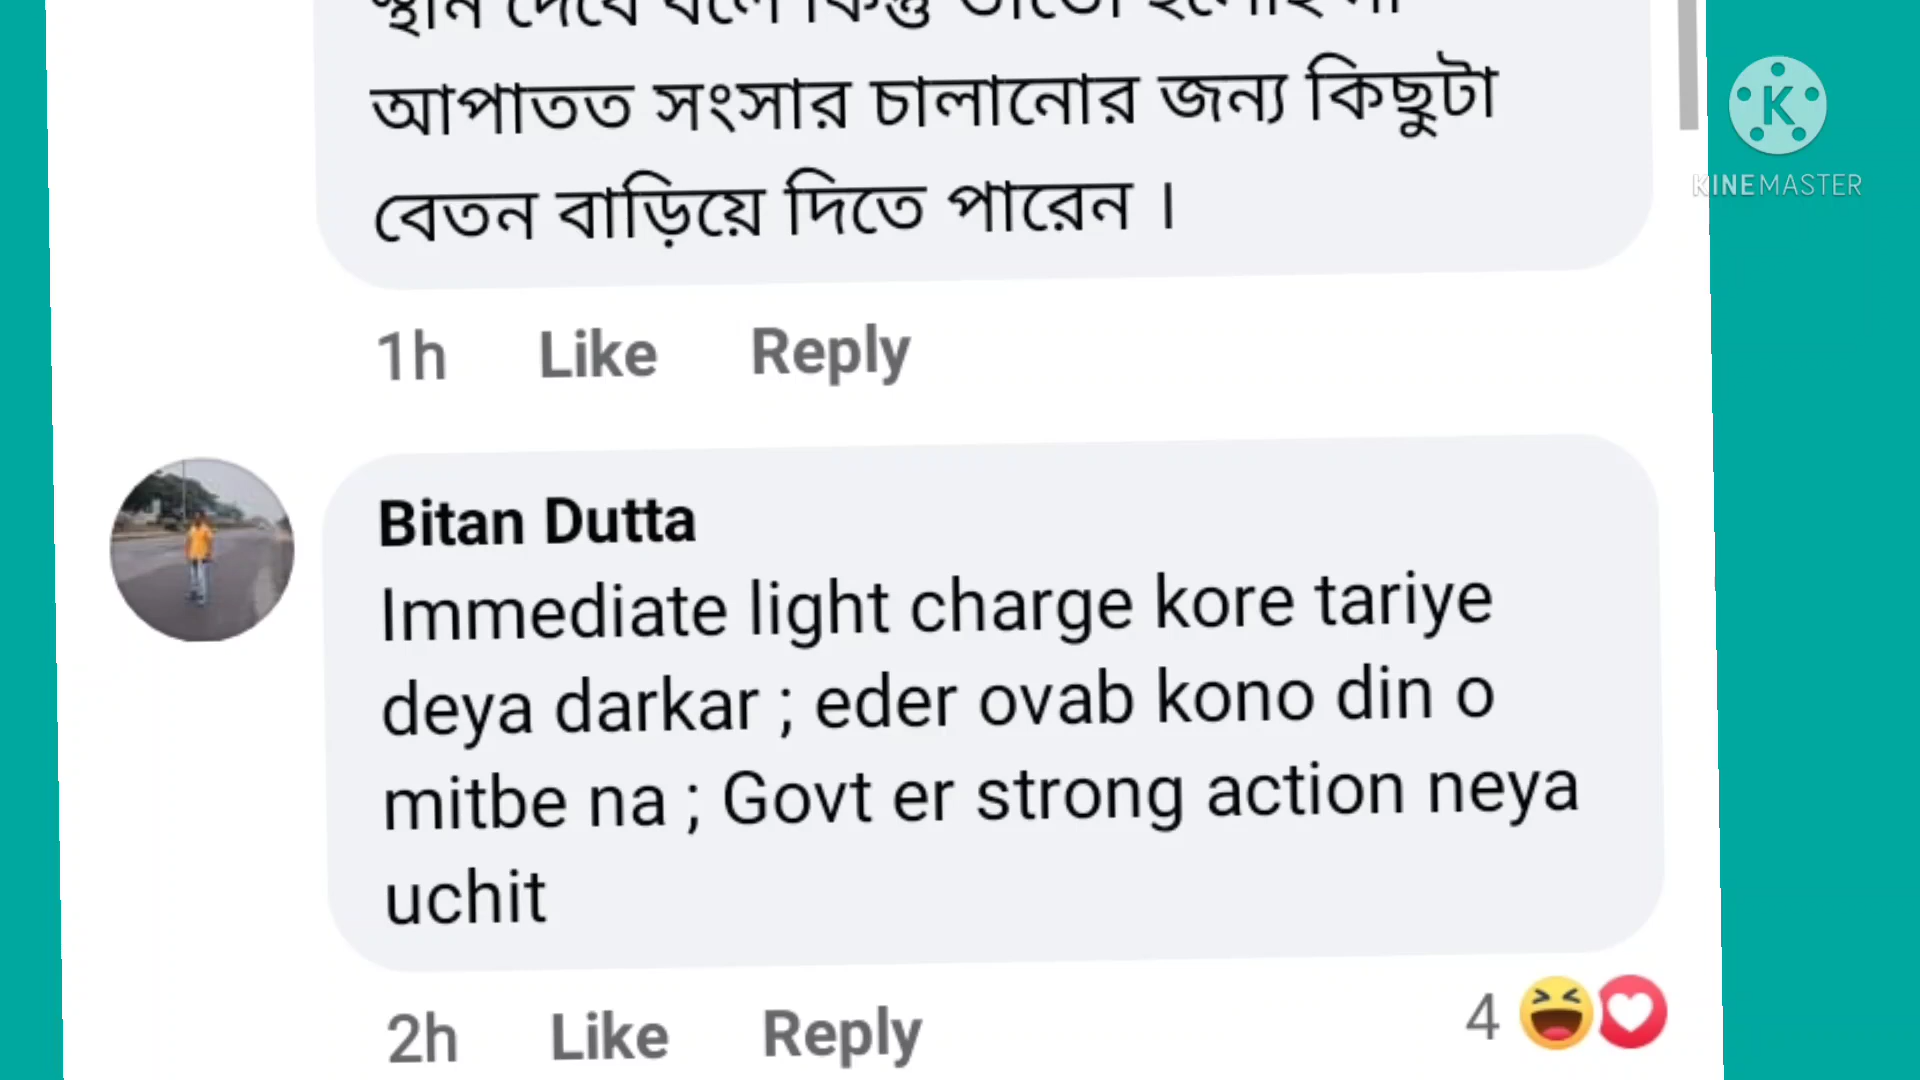 আপাতত সংসার চালানোর জন্য কিছুটা
বেতন বাড়িয়ে দিতে পারেন ।
1h Like Reply
Bitan Dutta
Immediate light charge kore tariye
deya darkar ; eder ovab kono din o
mitbe na ; Govt er strong action neya
uchit
2h Like Reply 4
K
KINEMASTER